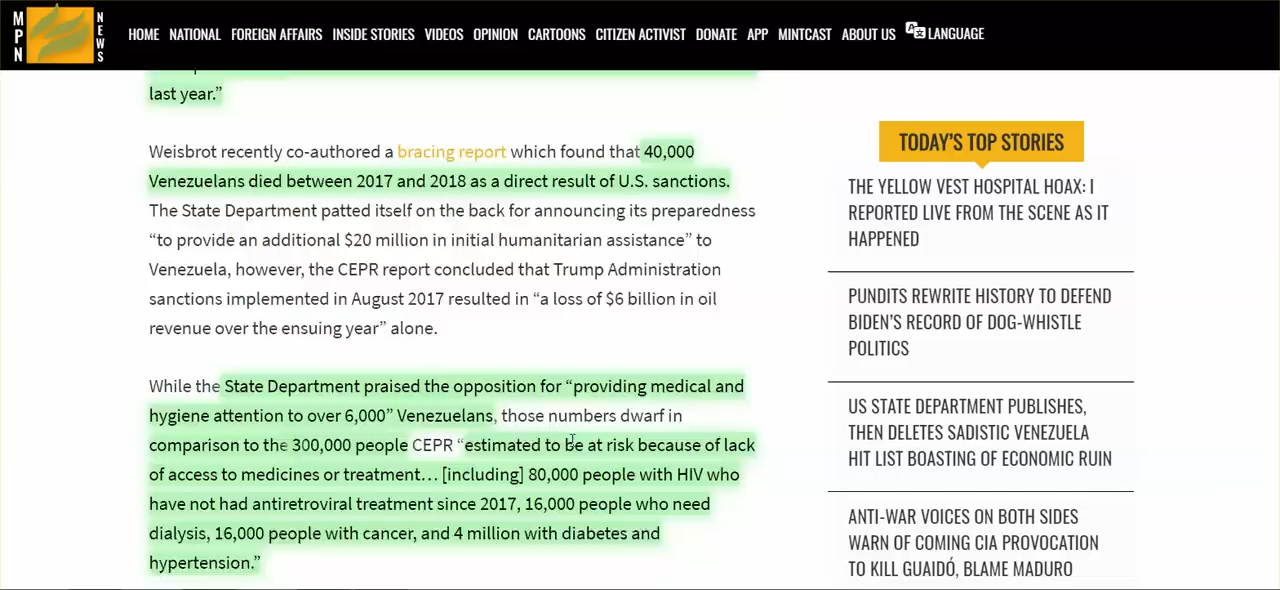 MPN NEWS
HOME NATIONAL FOREIGN AFFAIRS INSIDE STORIES VIDEOS OPINION CARTOONS CITIZEN ACTIVIST DONATE APP MINTCAST ABOUT US LANGUAGE
last year.”
Weisbrot recently co-authored a bracing report which found that 40,000
Venezuelans died between 2017 and 2018 as a direct result of U.S. sanctions.
The State Department patted itself on the back for announcing its preparedness
“to provide an additional $20 million in initial humanitarian assistance” to
Venezuela, however, the CEPR report concluded that Trump Administration
sanctions implemented in August 2017 resulted in “a loss of $6 billion in oil
revenue over the ensuing year” alone.
While the State Department praised the opposition for “providing medical and
hygiene attention to over 6,000” Venezuelans, those numbers dwarf in
comparison to the 300,000 people CEPR “estimated to be at risk because of lack
of access to medicines or treatment… [including] 80,000 people with HIV who
have not had antiretroviral treatment since 2017, 16,000 people who need
dialysis, 16,000 people with cancer, and 4 million with diabetes and
hypertension.”
TODAY’S TOP STORIES
THE YELLOW VEST HOSPITAL HOAX: I
REPORTED LIVE FROM THE SCENE AS IT
HAPPENED
PUNDITS REWRITE HISTORY TO DEFEND
BIDEN’S RECORD OF DOG-WHISTLE
POLITICS
US STATE DEPARTMENT PUBLISHES,
THEN DELETES SADISTIC VENEZUELA
HIT LIST BOASTING OF ECONOMIC RUIN
ANTI-WAR VOICES ON BOTH SIDES
WARN OF COMING CIA PROVOCATION
TO KILL GUAIDÓ, BLAME MADURO